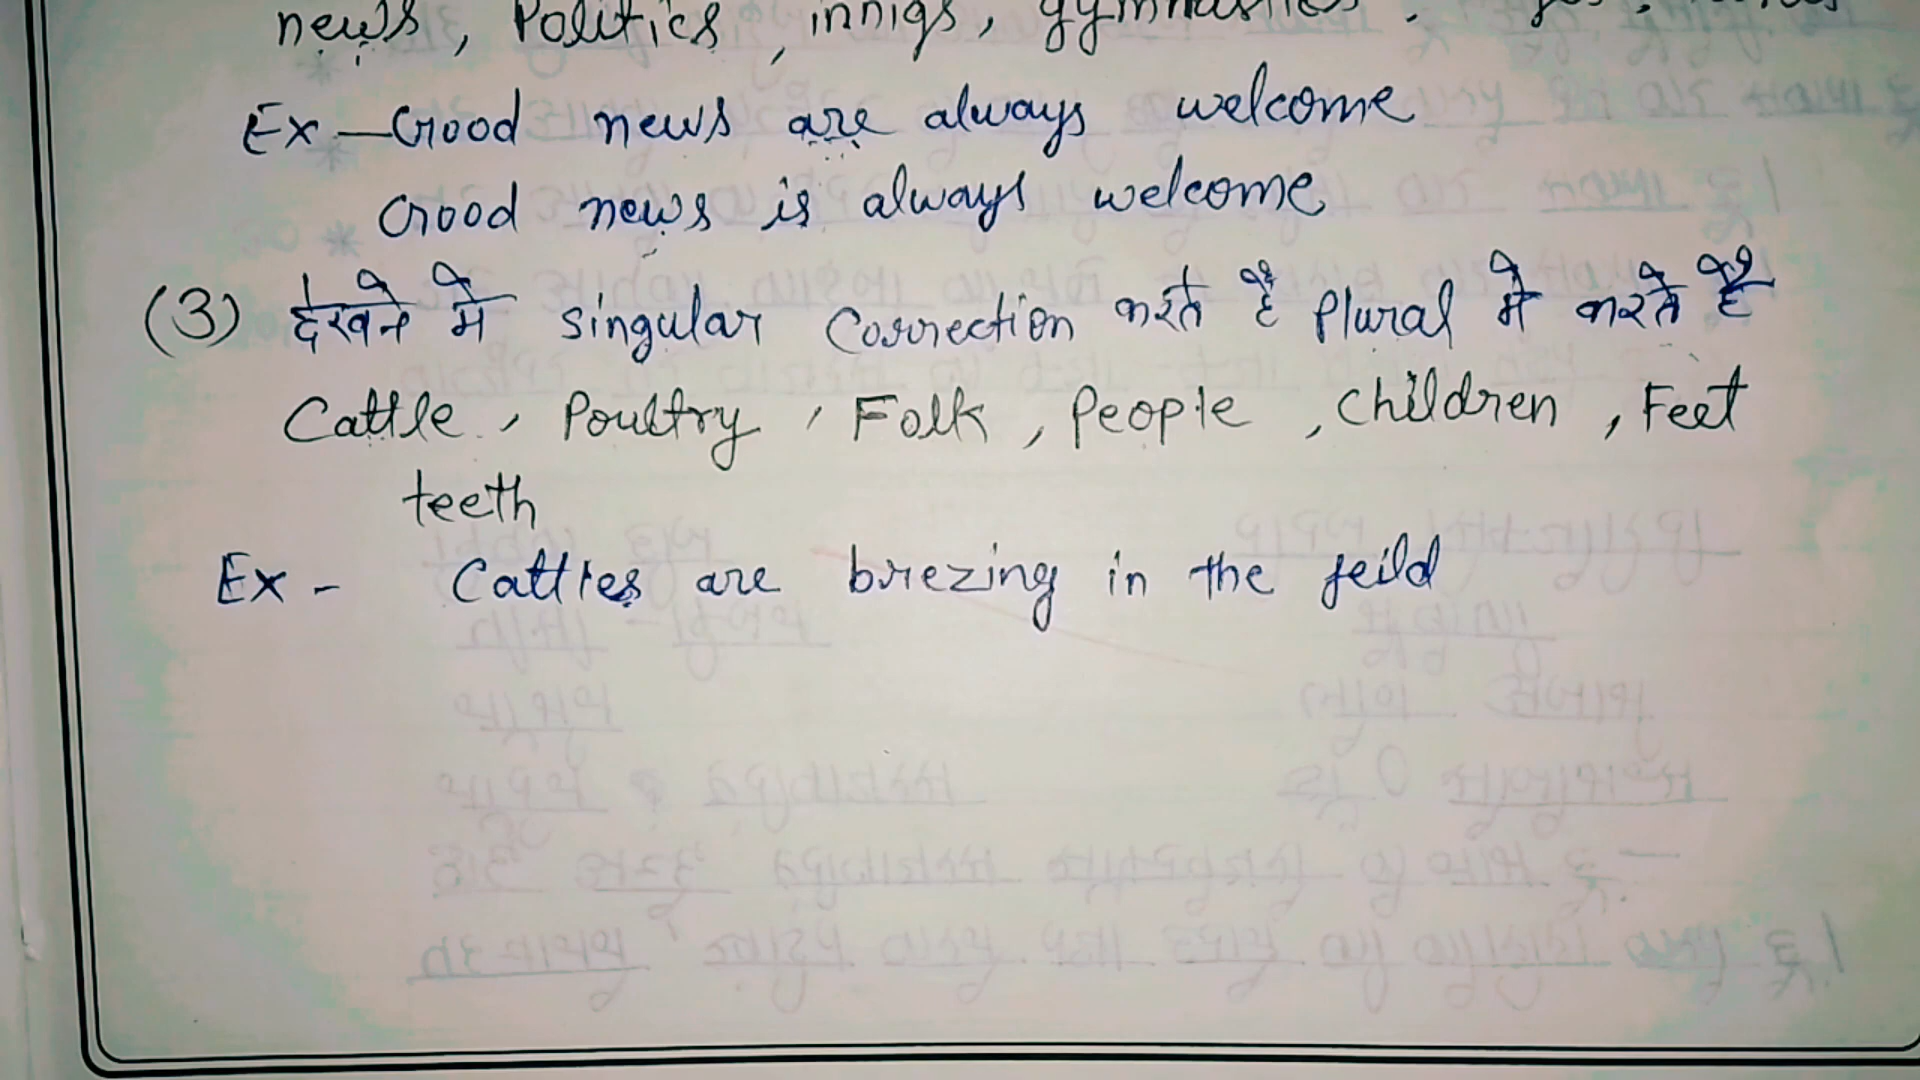 news, Politics, innigs, gymnastics
Ex — Good news are always welcome
Good news is always welcome
(3) देखने मे singular Correction करते है Plural मे करते है
Cattle, Poultry, Folk, People, children, Feet
teeth
Ex - Cattles are brezing in the feild